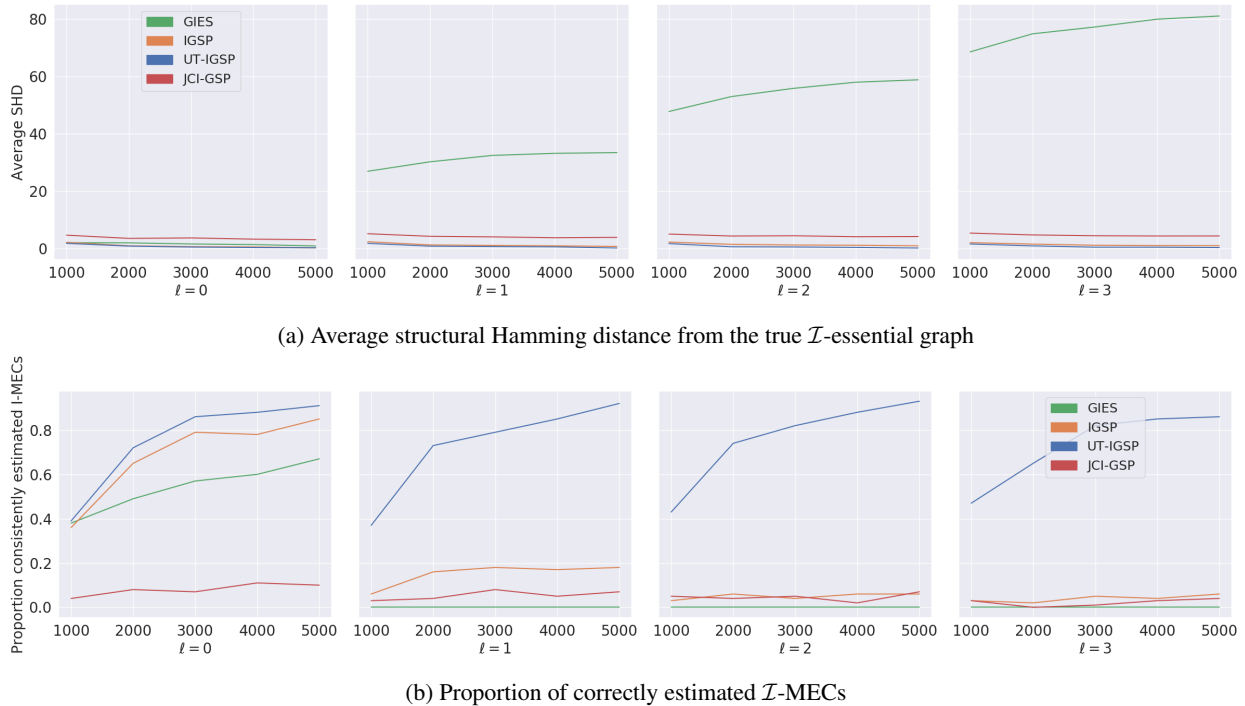 Average SHD
80
60
40
20
0
GIES
IGSP
UT-IGSP
JCI-GSP
1000 2000 3000 4000 5000
ℓ = 0
1000 2000 3000 4000 5000
ℓ = 1
1000 2000 3000 4000 5000
ℓ = 2
1000 2000 3000 4000 5000
ℓ = 3
(a) Average structural Hamming distance from the true ℐ-essential graph
Proportion consistently estimated I-MECs
0.8
0.6
0.4
0.2
0.0
1000 2000 3000 4000 5000
ℓ = 0
1000 2000 3000 4000 5000
ℓ = 1
1000 2000 3000 4000 5000
ℓ = 2
GIES
IGSP
UT-IGSP
JCI-GSP
1000 2000 3000 4000 5000
ℓ = 3
(b) Proportion of correctly estimated ℐ-MECs